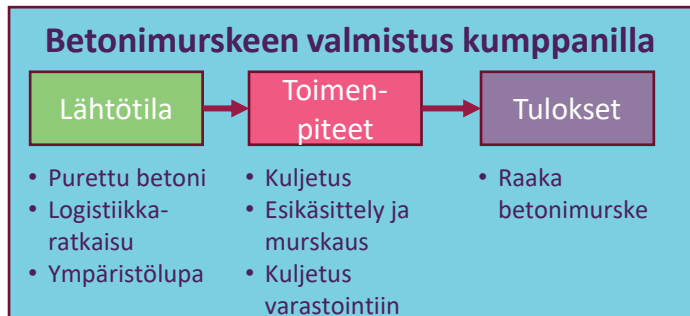 Betonimurskeen valmistus kumppanilla
Lähtötila
Toimen-
piteet
Tulokset
• Purettu betoni
• Logistiikka-
ratkaisu
• Ympäristölupa
• Kuljetus
• Esikäsittely ja
murskaus
• Kuljetus
varastointiin
• Raaka
betonimurske